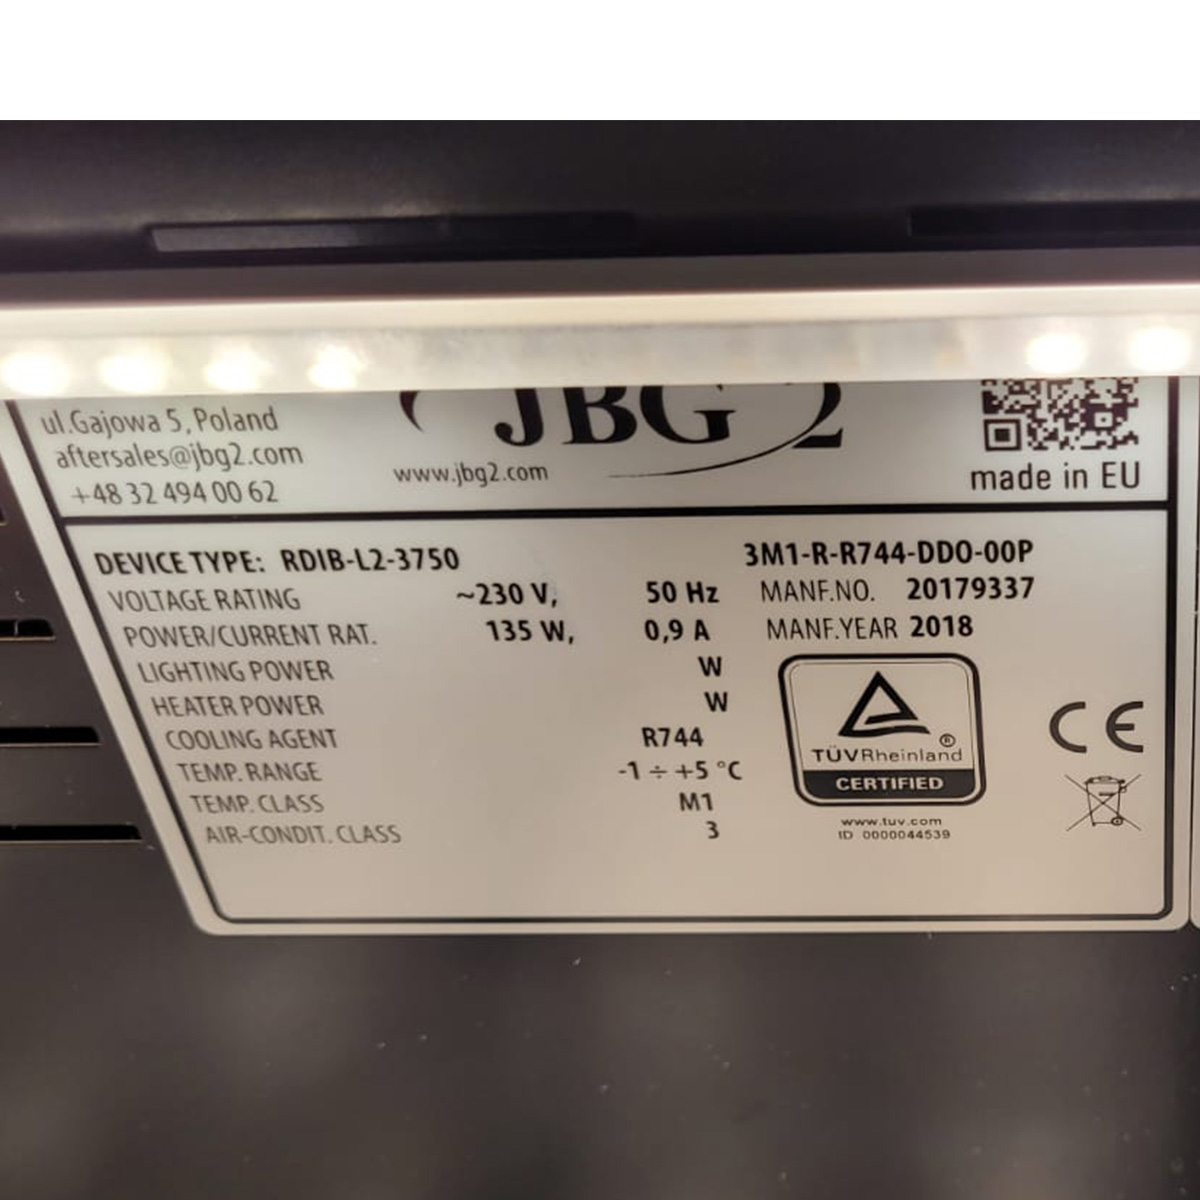 JBG 2
ul.Gajowa 5, Poland
aftersales@jbg2.com
+48 32 494 00 62
www.jbg2.com
made in EU
DEVICE TYPE: RDIB-L2-3750 3M1-R-R744-DDO-00P
VOLTAGE RATING ~230 V, 50 Hz MANF.NO. 20179337
POWER/CURRENT RAT. 135 W, 0,9 A MANF.YEAR 2018
LIGHTING POWER W
HEATER POWER W
COOLING AGENT R744
TEMP. RANGE -1 ÷ +5 °C
TEMP. CLASS M1
AIR-CONDIT. CLASS 3
TÜVRheinland®
CERTIFIED
www.tuv.com
ID 0000044539
CE